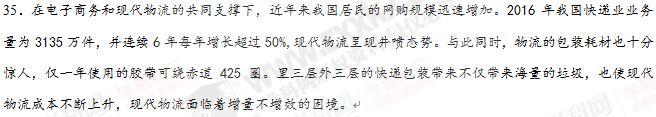 35．在电子商务和现代物流的共同支撑下，近年来我国居民的网购规模迅速增加。2016 年我国快递业业务
量为 3135 万件，并连续 6 年每年增长超过 50%,现代物流呈现井喷态势。与此同时，物流的包装耗材也十分
惊人，仅一年使用的胶带可绕赤道 425 圈。里三层外三层的快递包装带来不仅带来海量的垃圾，也使现代
物流成本不断上升，现代物流面临着增量不增效的困境。